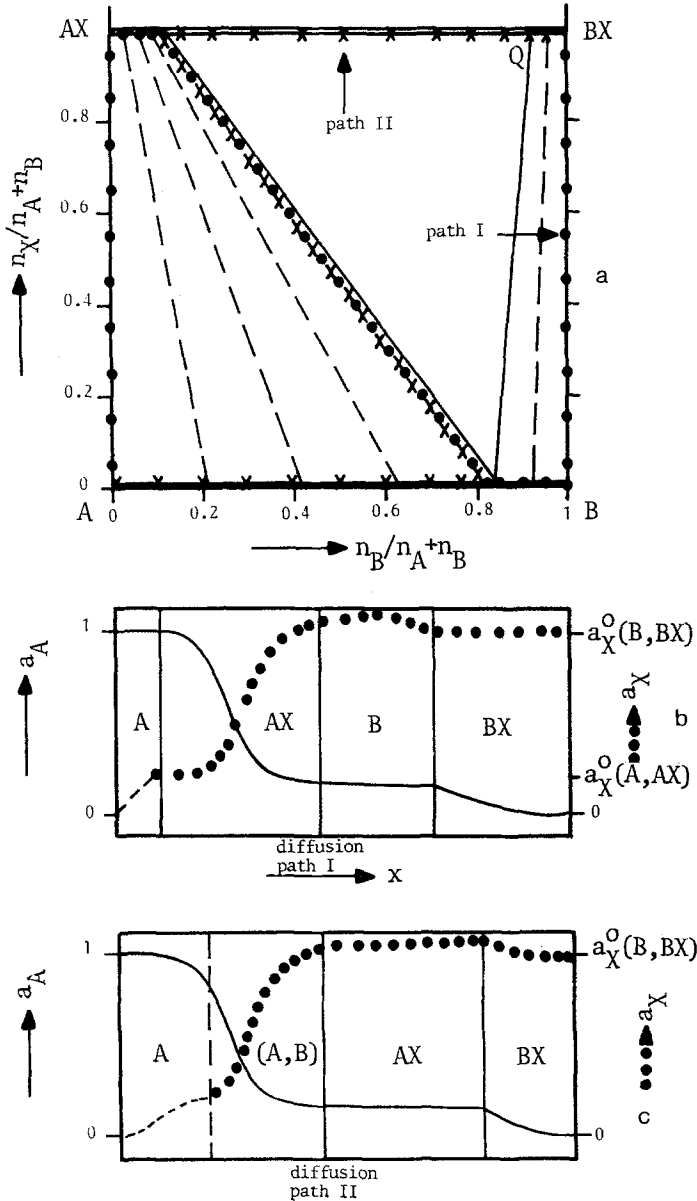 AX
BX
Q
path II
path I
a
n_X/n_A+n_B
0.8
0.6
0.4
0.2
0
A
0
0.2
0.4
0.6
0.8
1
B
n_B/n_A+n_B
1
a_A
0
A
AX
B
BX
a_X^o(B,BX)
a_X
b
a_X^o(A,AX)
0
diffusion
path I
x
1
a_A
0
A
(A,B)
AX
BX
a_X^o(B,BX)
a_X
c
0
diffusion
path II